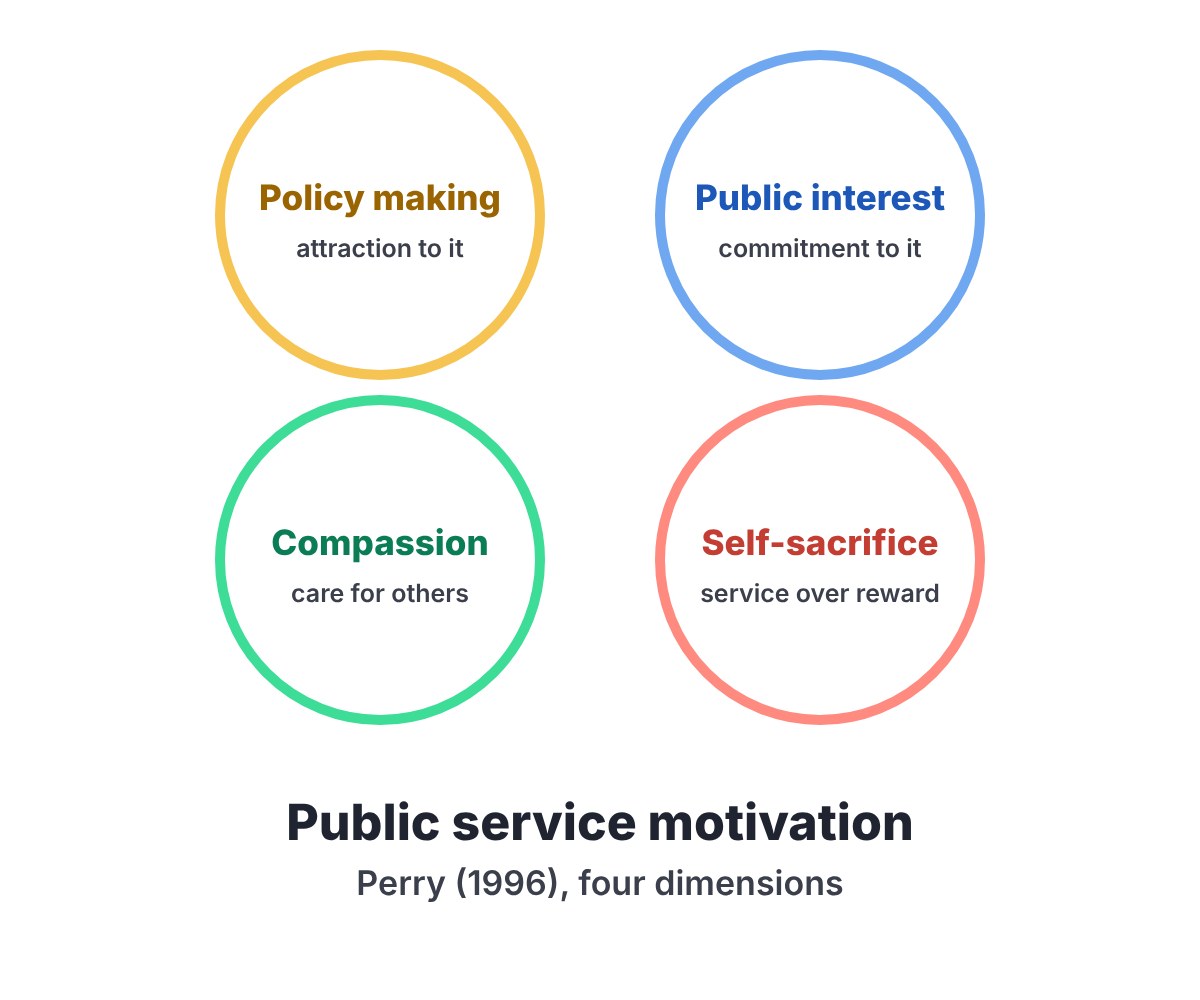 Policy making
attraction to it
Public interest
commitment to it
Compassion
care for others
Self-sacrifice
service over reward
Public service motivation
Perry (1996), four dimensions